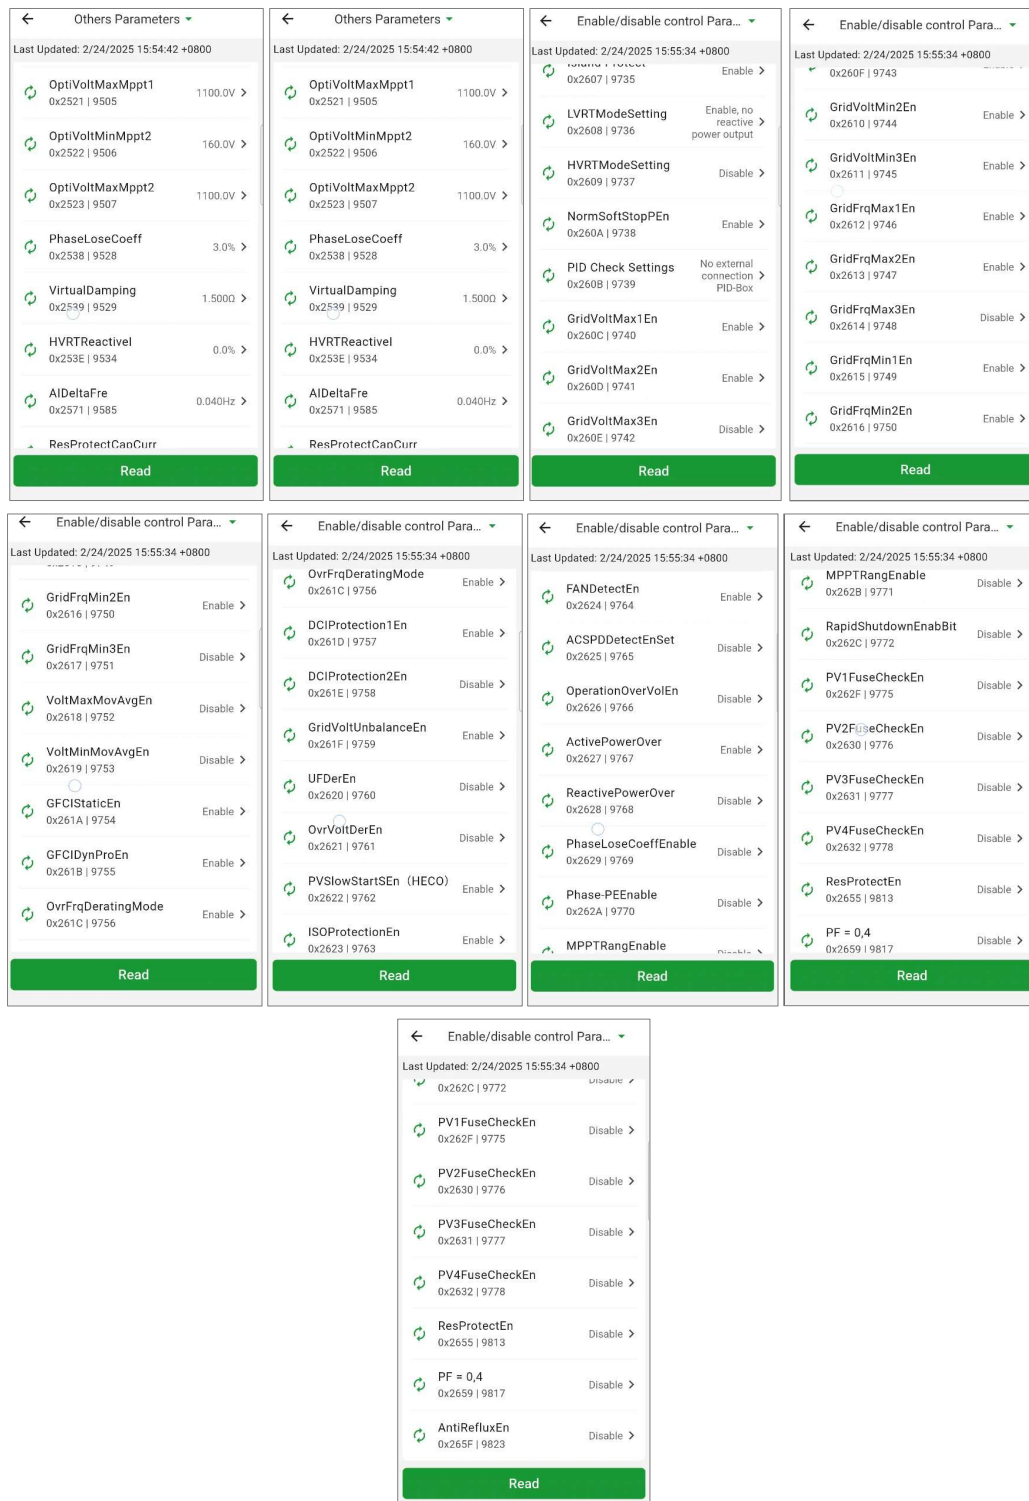 Others Parameters
Last Updated: 2/24/2025 15:54:42 +0800
OptiVoltMaxMppt1
0x2521 | 9505
1100.0V
OptiVoltMinMppt2
0x2522 | 9506
160.0V
OptiVoltMaxMppt2
0x2523 | 9507
1100.0V
PhaseLoseCoeff
0x2538 | 9528
3.0%
VirtualDamping
0x2539 | 9529
1.500Ω
HVRTReactiveI
0x253E | 9534
0.0%
AIDeltaFre
0x2571 | 9585
0.040Hz
ResProtectCapCurr
Read
Others Parameters
Last Updated: 2/24/2025 15:54:42 +0800
OptiVoltMaxMppt1
0x2521 | 9505
1100.0V
OptiVoltMinMppt2
0x2522 | 9506
160.0V
OptiVoltMaxMppt2
0x2523 | 9507
1100.0V
PhaseLoseCoeff
0x2538 | 9528
3.0%
VirtualDamping
0x2539 | 9529
1.500Ω
HVRTReactiveI
0x253E | 9534
0.0%
AIDeltaFre
0x2571 | 9585
0.040Hz
ResProtectCapCurr
Read
Enable/disable control Para...
Last Updated: 2/24/2025 15:55:34 +0800
Island Protect
0x2607 | 9735
Enable
LVRTModeSetting
0x2608 | 9736
Enable, no
reactive
power output
HVRTModeSetting
0x2609 | 9737
Disable
NormSoftStopPEn
0x260A | 9738
Enable
PID Check Settings
0x260B | 9739
No external
connection
PID-Box
GridVoltMax1En
0x260C | 9740
Enable
GridVoltMax2En
0x260D | 9741
Enable
GridVoltMax3En
0x260E | 9742
Disable
Read
Enable/disable control Para...
Last Updated: 2/24/2025 15:55:34 +0800
0x260F | 9743
GridVoltMin2En
0x2610 | 9744
Enable
GridVoltMin3En
0x2611 | 9745
Enable
GridFrqMax1En
0x2612 | 9746
Enable
GridFrqMax2En
0x2613 | 9747
Enable
GridFrqMax3En
0x2614 | 9748
Disable
GridFrqMin1En
0x2615 | 9749
Enable
GridFrqMin2En
0x2616 | 9750
Enable
Read
Enable/disable control Para...
Last Updated: 2/24/2025 15:55:34 +0800
GridFrqMin2En
0x2616 | 9750
Enable
GridFrqMin3En
0x2617 | 9751
Disable
VoltMaxMovAvgEn
0x2618 | 9752
Disable
VoltMinMovAvgEn
0x2619 | 9753
Disable
GFCIStaticEn
0x261A | 9754
Enable
GFCIDynProEn
0x261B | 9755
Enable
OvrFrqDeratingMode
0x261C | 9756
Enable
Read
Enable/disable control Para...
Last Updated: 2/24/2025 15:55:34 +0800
OvrFrqDeratingMode
0x261C | 9756
Enable
DCIProtection1En
0x261D | 9757
Enable
DCIProtection2En
0x261E | 9758
Disable
GridVoltUnbalanceEn
0x261F | 9759
Enable
UFDerEn
0x2620 | 9760
Disable
OvrVoltDerEn
0x2621 | 9761
Disable
PVSlowStartSEn（HECO）
0x2622 | 9762
Enable
ISOProtectionEn
0x2623 | 9763
Enable
Read
Enable/disable control Para...
Last Updated: 2/24/2025 15:55:34 +0800
FANDetectEn
0x2624 | 9764
Enable
ACSPDDetectEnSet
0x2625 | 9765
Disable
OperationOverVolEn
0x2626 | 9766
Disable
ActivePowerOver
0x2627 | 9767
Enable
ReactivePowerOver
0x2628 | 9768
Disable
PhaseLoseCoeffEnable
0x2629 | 9769
Disable
Phase-PEEnable
0x262A | 9770
Disable
MPPTRangEnable
Disable
Read
Enable/disable control Para...
Last Updated: 2/24/2025 15:55:34 +0800
MPPTRangEnable
0x262B | 9771
Disable
RapidShutdownEnabBit
0x262C | 9772
Disable
PV1FuseCheckEn
0x262F | 9775
Disable
PV2FuseCheckEn
0x2630 | 9776
Disable
PV3FuseCheckEn
0x2631 | 9777
Disable
PV4FuseCheckEn
0x2632 | 9778
Disable
ResProtectEn
0x2655 | 9813
Disable
PF = 0,4
0x2659 | 9817
Disable
Read
Enable/disable control Para...
Last Updated: 2/24/2025 15:55:34 +0800
0x262C | 9772
Disable
PV1FuseCheckEn
0x262F | 9775
Disable
PV2FuseCheckEn
0x2630 | 9776
Disable
PV3FuseCheckEn
0x2631 | 9777
Disable
PV4FuseCheckEn
0x2632 | 9778
Disable
ResProtectEn
0x2655 | 9813
Disable
PF = 0,4
0x2659 | 9817
Disable
AntiRefluxEn
0x265F | 9823
Disable
Read